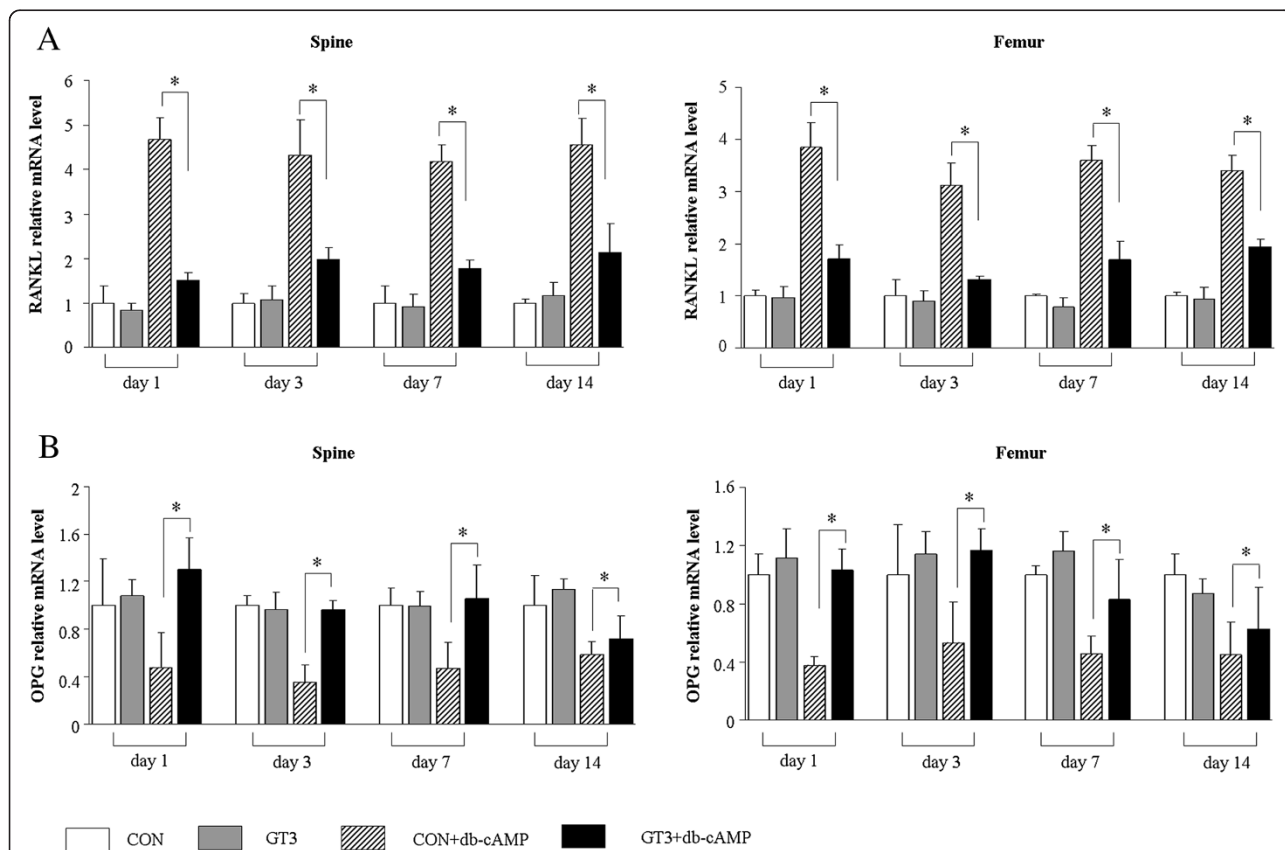 A
Spine
RANKL relative mRNA level
6
5
4
3
2
1
0
*
*
*
*
day 1
day 3
day 7
day 14
Femur
RANKL relative mRNA level
5
4
3
2
1
0
*
*
*
*
day 1
day 3
day 7
day 14
B
Spine
OPG relative mRNA level
2
1.6
1.2
0.8
0.4
0
*
*
*
*
day 1
day 3
day 7
day 14
Femur
OPG relative mRNA level
1.6
1.2
0.8
0.4
0
*
*
*
*
day 1
day 3
day 7
day 14
CON
GT3
CON+db-cAMP
GT3+db-cAMP